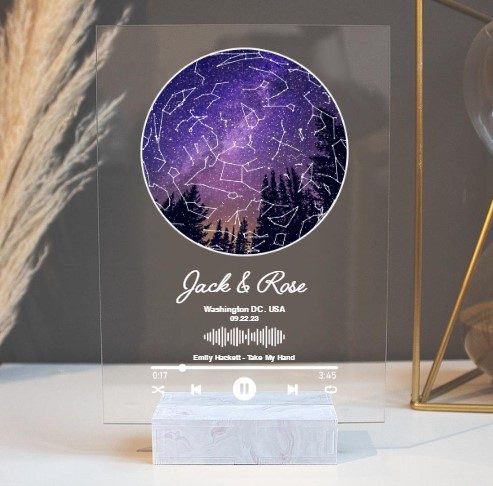 Jack & Rose
Washington DC. USA
09.22.23
Emily Hackett - Take My Hand
0:17 3:45